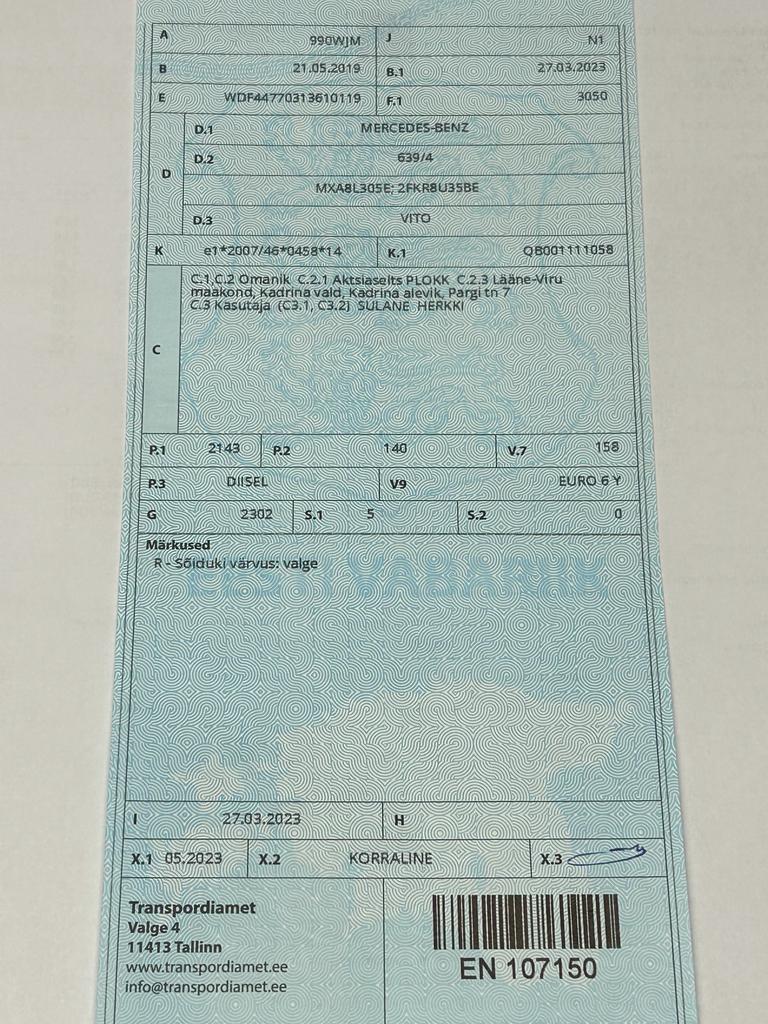 A 990WJM J N1
B 21.05.2019 B.1 27.03.2023
E WDF44770313610119 F.1 3050
D.1 MERCEDES-BENZ
D.2 639/4
D
MXA8L305E; 2FKR8U35BE
D.3 VITO
K e1*2007/46*0458*14 K.1 QB001111058
C.1,C.2 Omanik C.2.1 Aktsiaselts PLOKK C.2.3 Lääne-Viru
maakond, Kadrina vald, Kadrina alevik, Pargi tn 7
C.3 Kasutaja (C3.1, C3.2) SULANE HERKKI
C
P.1 2143 P.2 140 V.7 158
P.3 DIISEL V9 EURO 6 Y
G 2302 S.1 5 S.2 0
Märkused
R - Sõiduki värvus: valge
EESTI VABARIIK
I 27.03.2023 H
X.1 05.2023 X.2 KORRALINE X.3
Transpordiamet
Valge 4
11413 Tallinn
www.transpordiamet.ee
info@transpordiamet.ee
EN 107150